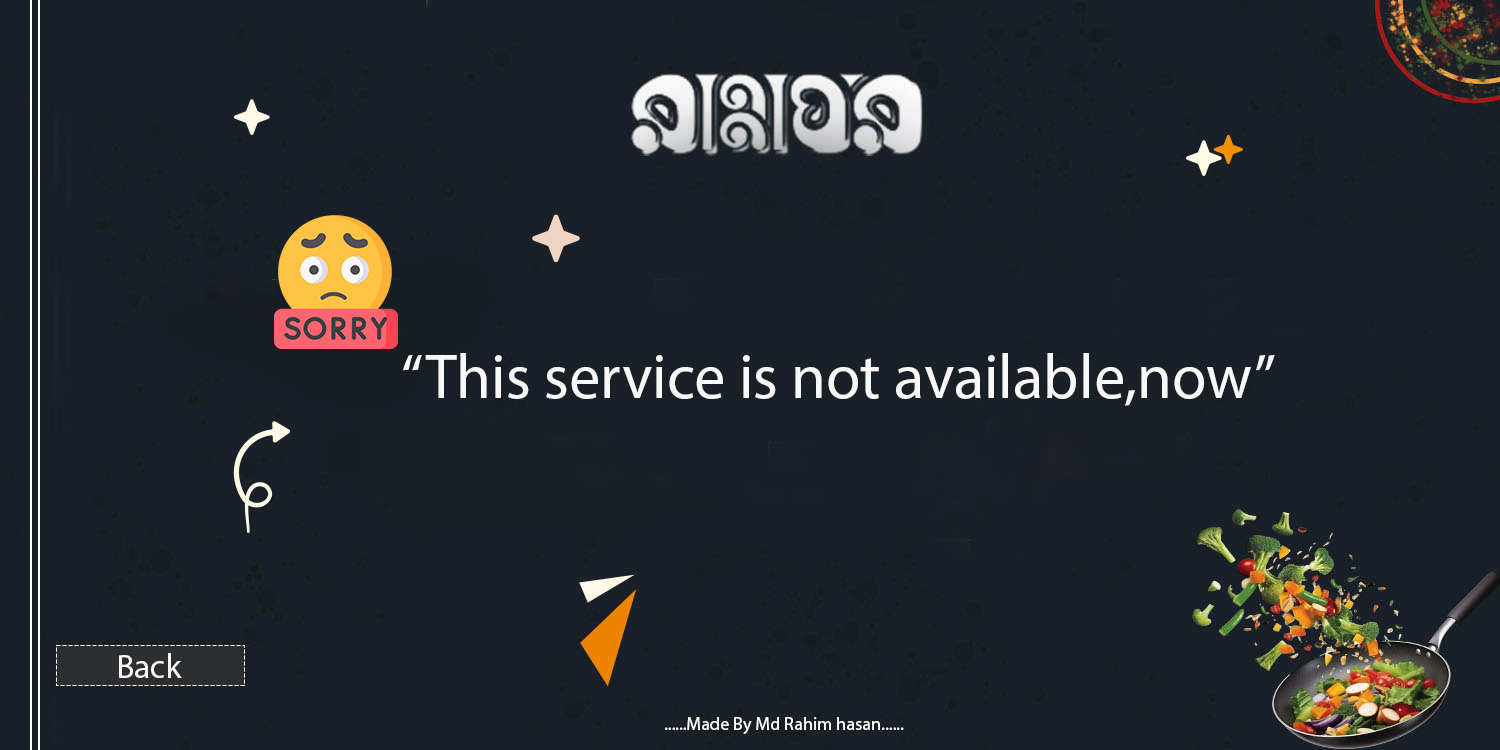 রান্নাঘর
SORRY
“This service is not available,now”
Back
......Made By Md Rahim hasan......